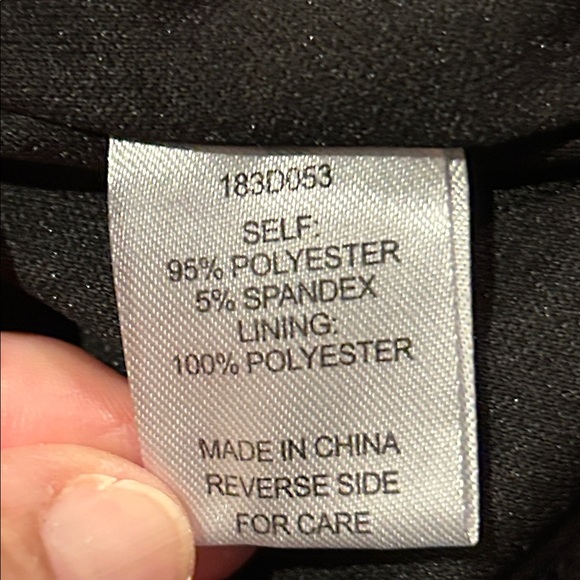 183D053
SELF:
95% POLYESTER
5% SPANDEX
LINING:
100% POLYESTER
MADE IN CHINA
REVERSE SIDE
FOR CARE